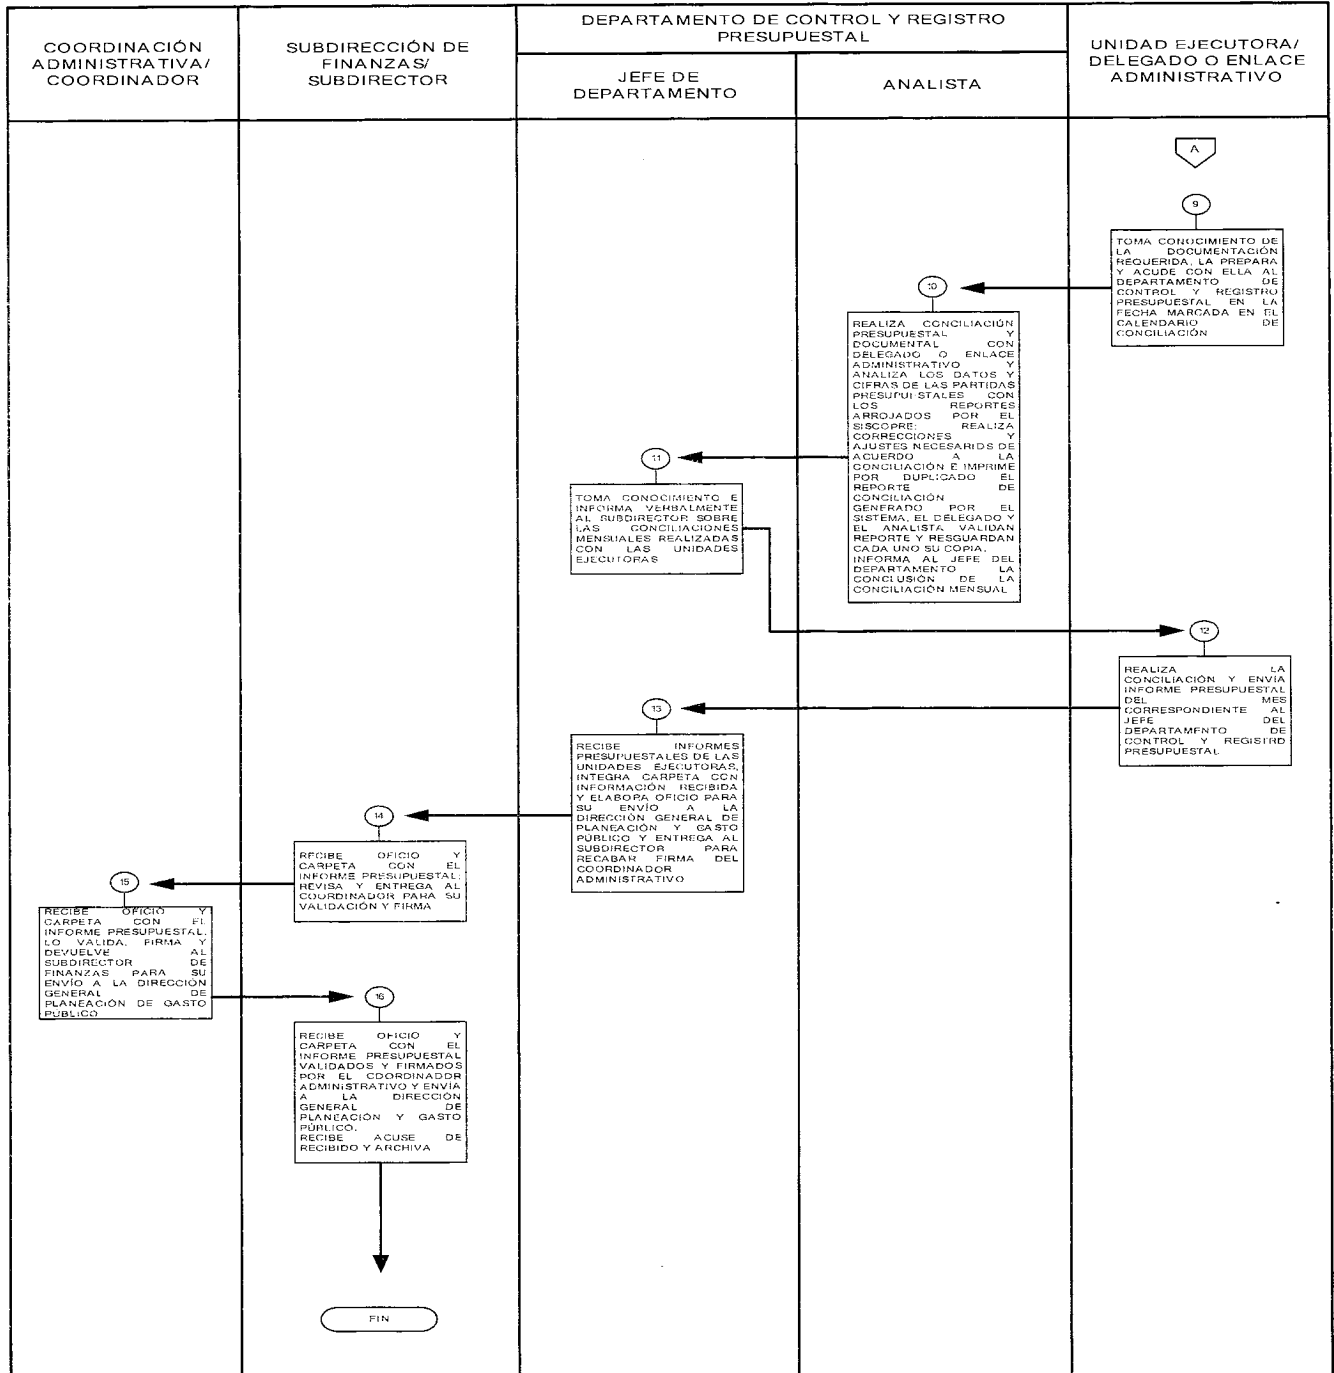 COORDINACIÓN
ADMINISTRATIVA/
COORDINADOR
SUBDIRECCIÓN DE
FINANZAS/
SUBDIRECTOR
DEPARTAMENTO DE CONTROL Y REGISTRO
PRESUPUESTAL
JEFE DE
DEPARTAMENTO
ANALISTA
UNIDAD EJECUTORA/
DELEGADO O ENLACE
ADMINISTRATIVO
A
9
TOMA CONOCIMIENTO DE
LA DOCUMENTACIÓN
REQUERIDA, LA PREPARA
Y ACUDE CON ELLA AL
DEPARTAMENTO DE
CONTROL Y REGISTRO
PRESUPUESTAL EN LA
FECHA MARCADA EN EL
CALENDARIO DE
CONCILIACIÓN
10
REALIZA CONCILIACIÓN
PRESUPUESTAL Y
DOCUMENTAL CON
DELEGADO O ENLACE
ADMINISTRATIVO Y
ANALIZA LOS DATOS Y
CIFRAS DE LAS PARTIDAS
PRESUPUESTALES CON
LOS REPORTES
ARROJADOS POR EL
SISCOPRE; REALIZA
CORRECCIONES Y
AJUSTES NECESARIOS DE
ACUERDO A LA
CONCILIACIÓN E IMPRIME
POR DUPLICADO EL
REPORTE DE
CONCILIACIÓN
GENERADO POR EL
SISTEMA, EL DELEGADO Y
EL ANALISTA VALIDAN
REPORTE Y RESGUARDAN
CADA UNO SU COPIA.
INFORMA AL JEFE DEL
DEPARTAMENTO LA
CONCLUSIÓN DE LA
CONCILIACIÓN MENSUAL
11
TOMA CONOCIMIENTO E
INFORMA VERBALMENTE
AL SUBDIRECTOR SOBRE
LAS CONCILIACIONES
MENSUALES REALIZADAS
CON LAS UNIDADES
EJECUTORAS
12
REALIZA LA
CONCILIACIÓN Y ENVÍA
INFORME PRESUPUESTAL
DEL MES
CORRESPONDIENTE AL
JEFE DEL
DEPARTAMENTO DE
CONTROL Y REGISTRO
PRESUPUESTAL
13
RECIBE INFORMES
PRESUPUESTALES DE LAS
UNIDADES EJECUTORAS,
INTEGRA CARPETA CON
INFORMACIÓN RECIBIDA
Y ELABORA OFICIO PARA
SU ENVÍO A LA
DIRECCIÓN GENERAL DE
PLANEACIÓN Y GASTO
PÚBLICO Y ENTREGA AL
SUBDIRECTOR PARA
RECABAR FIRMA DEL
COORDINADOR
ADMINISTRATIVO
14
RECIBE OFICIO Y
CARPETA CON EL
INFORME PRESUPUESTAL;
REVISA Y ENTREGA AL
COORDINADOR PARA SU
VALIDACIÓN Y FIRMA
15
RECIBE OFICIO Y
CARPETA CON EL
INFORME PRESUPUESTAL,
LO VALIDA, FIRMA Y
DEVUELVE AL
SUBDIRECTOR DE
FINANZAS PARA SU
ENVÍO A LA DIRECCIÓN
GENERAL DE
PLANEACIÓN DE GASTO
PÚBLICO
16
RECIBE OFICIO Y
CARPETA CON EL
INFORME PRESUPUESTAL
VALIDADOS Y FIRMADOS
POR EL COORDINADOR
ADMINISTRATIVO Y ENVÍA
A LA DIRECCIÓN
GENERAL DE
PLANEACIÓN Y GASTO
PÚBLICO.
RECIBE ACUSE DE
RECIBIDO Y ARCHIVA
FIN